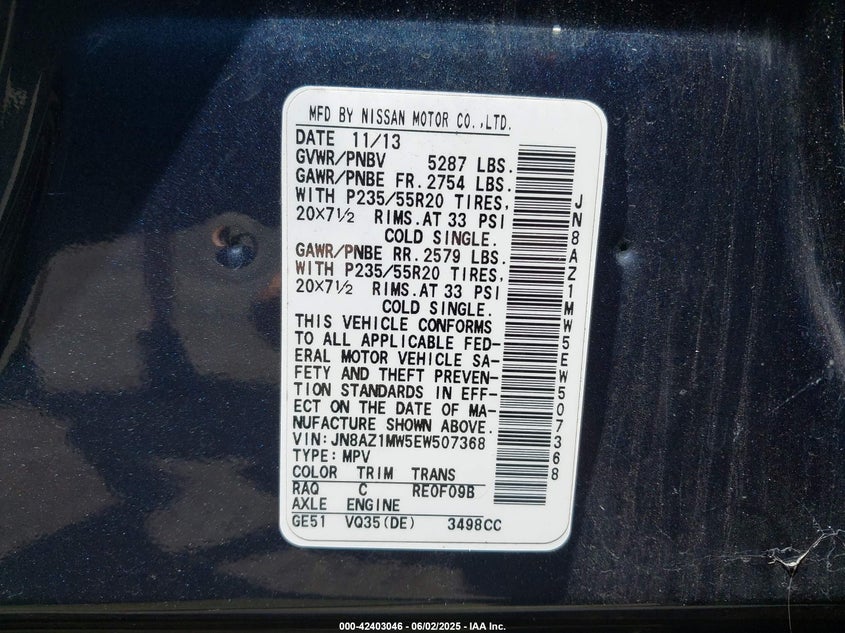 MFD BY NISSAN MOTOR CO.,LTD.
DATE 11/13
GVWR/PNBV 5287 LBS.
GAWR/PNBE FR. 2754 LBS.
WITH P235/55R20 TIRES,
20X7½ RIMS. AT 33 PSI
COLD SINGLE.
GAWR/PNBE RR. 2579 LBS.
WITH P235/55R20 TIRES,
20X7½ RIMS. AT 33 PSI
COLD SINGLE.
THIS VEHICLE CONFORMS
TO ALL APPLICABLE FED-
ERAL MOTOR VEHICLE SA-
FETY AND THEFT PREVEN-
TION STANDARDS IN EFF-
ECT ON THE DATE OF MA-
NUFACTURE SHOWN ABOVE.
VIN:JN8AZ1MW5EW507368
TYPE: MPV
COLOR TRIM TRANS
RAQ C RE0F09B
AXLE ENGINE
GE51 VQ35(DE) 3498CC
JN8AZ1MW5EW507368
000-42403046 - 06/02/2025 - IAA Inc.